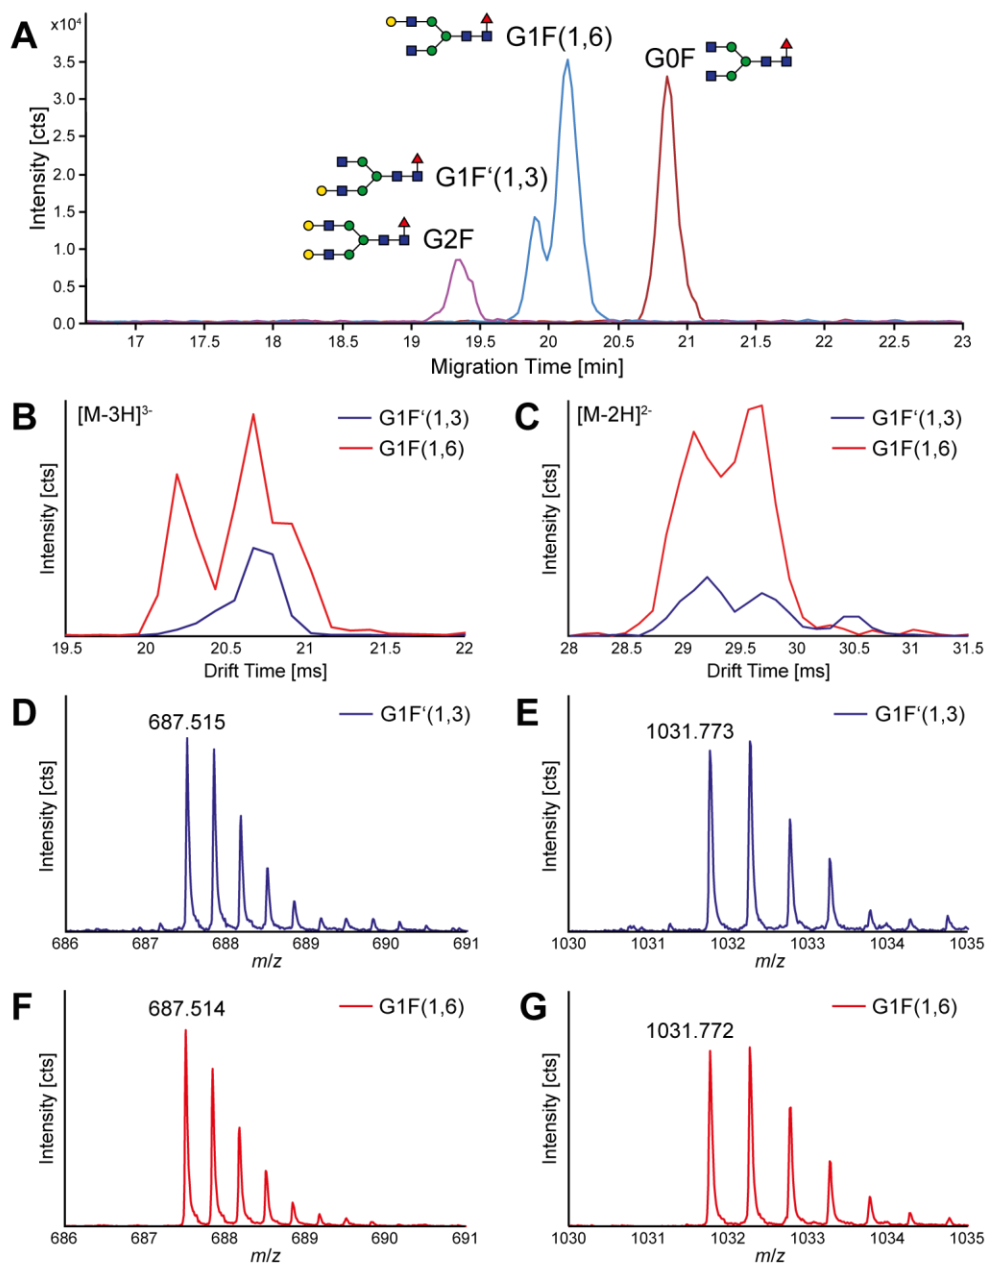 A
x10⁴
G1F(1,6)
G0F
G1F‘(1,3)
G2F
Intensity [cts]
3.5
3.0
2.5
2.0
1.5
1.0
0.5
0.0
17 17.5 18 18.5 19 19.5 20 20.5 21 21.5 22 22.5 23
Migration Time [min]
B
[M-3H]³⁻
G1F‘(1,3)
G1F(1,6)
Intensity [cts]
19.5 20 20.5 21 21.5 22
Drift Time [ms]
C
[M-2H]²⁻
G1F‘(1,3)
G1F(1,6)
Intensity [cts]
28 28.5 29 29.5 30 30.5 31 31.5
Drift Time [ms]
D
687.515
G1F‘(1,3)
Intensity [cts]
686 687 688 689 690 691
m/z
E
1031.773
G1F‘(1,3)
Intensity [cts]
1030 1031 1032 1033 1034 1035
m/z
F
687.514
G1F(1,6)
Intensity [cts]
686 687 688 689 690 691
m/z
G
1031.772
G1F(1,6)
Intensity [cts]
1030 1031 1032 1033 1034 1035
m/z